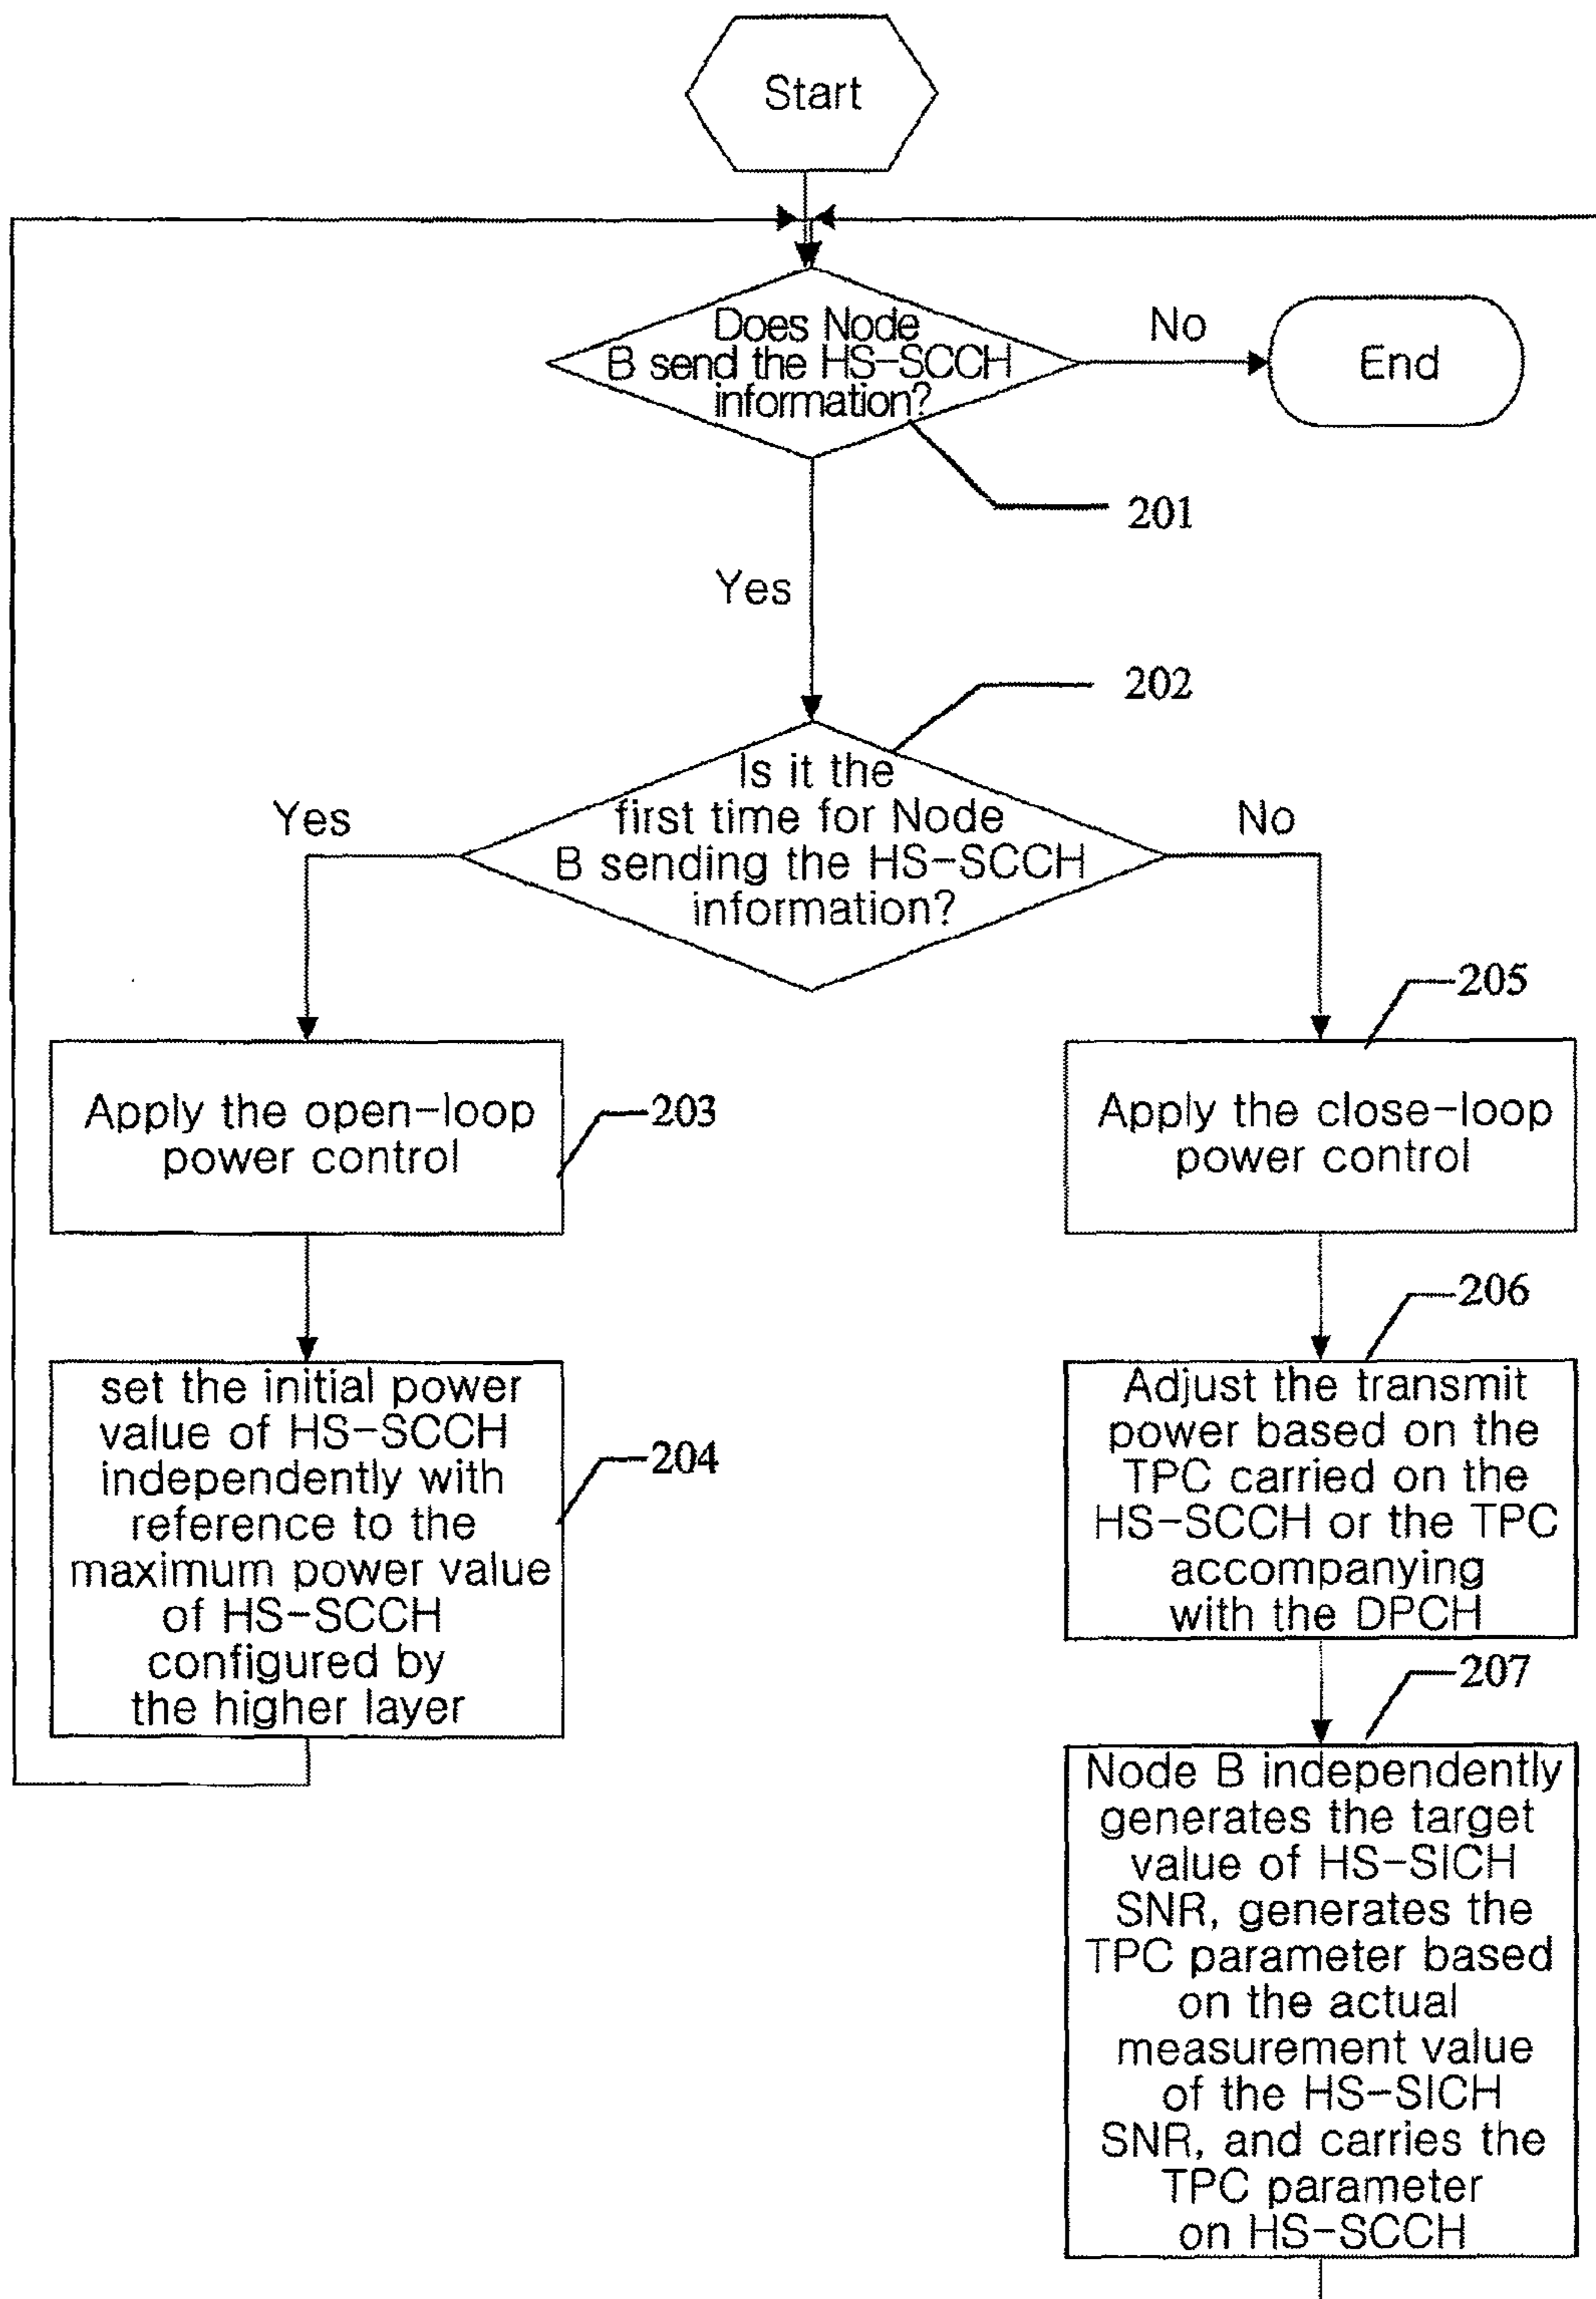 Start
Does Node
B send the HS-SCCH
information?
No
End
201
Yes
202
Is it the
first time for Node
B sending the HS-SCCH
information?
Yes
No
205
Apply the open-loop
power control
203
Apply the close-loop
power control
206
set the initial power
value of HS-SCCH
independently with
reference to the
maximum power value
of HS-SCCH
configured by
the higher layer
204
Adjust the transmit
power based on the
TPC carried on the
HS-SCCH or the TPC
accompanying
with the DPCH
207
Node B independently
generates the target
value of HS-SICH
SNR, generates the
TPC parameter based
on the actual
measurement value
of the HS-SICH
SNR, and carries the
TPC parameter
on HS-SCCH